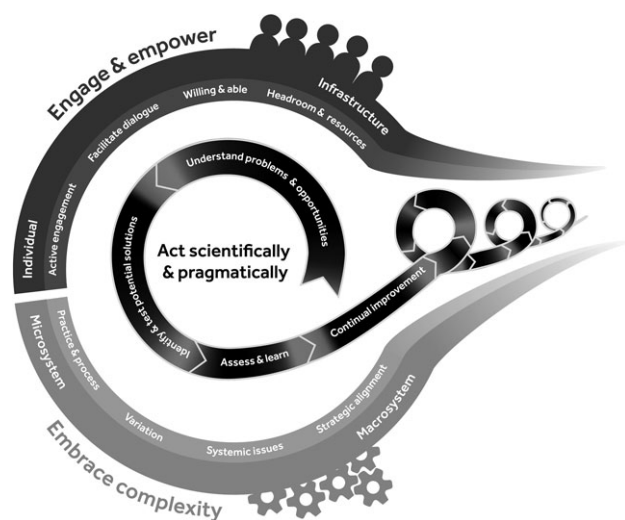 Engage & empower
Individual
Infrastructure
Active engagement
Facilitate dialogue
Willing & able
Headroom & resources
Understand problems & opportunities
Act scientifically
& pragmatically
Identify & test potential solutions
Assess & learn
Continual improvement
Microsystem
Macrosystem
Practice & process
Variation
Systemic issues
Strategic alignment
Embrace complexity